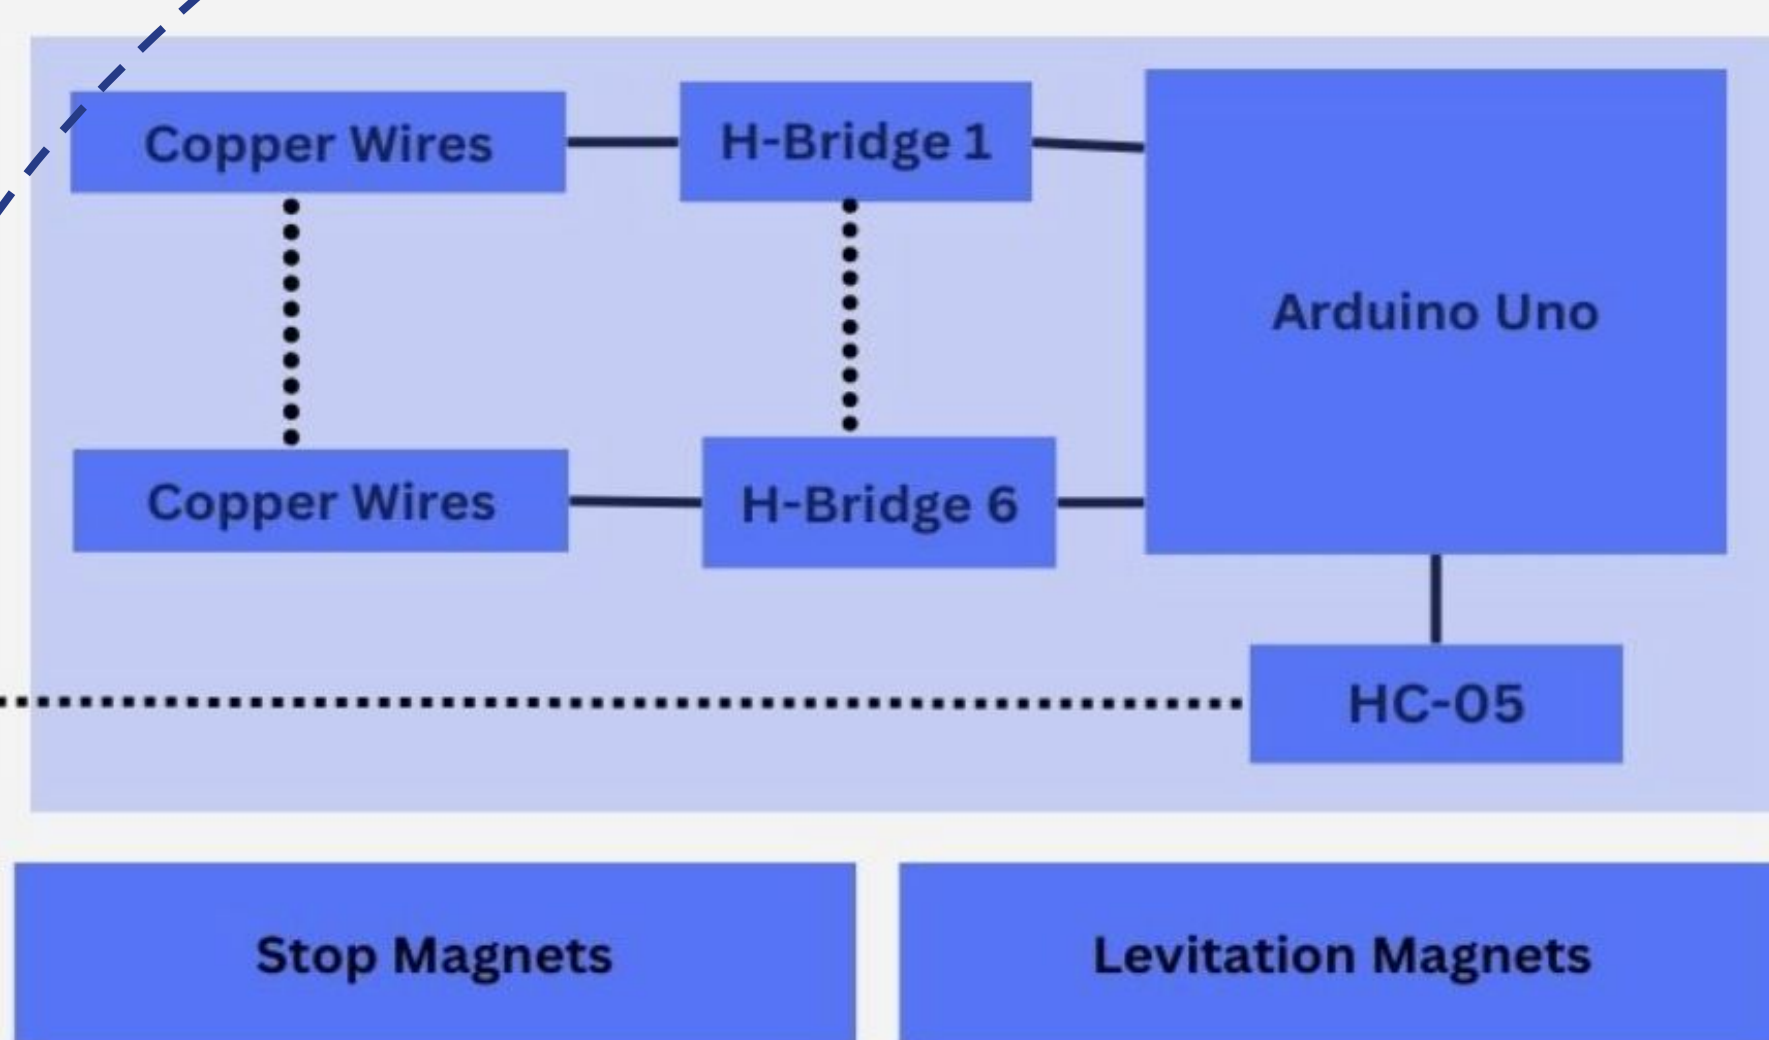 Copper Wires
H-Bridge 1
Arduino Uno
Copper Wires
H-Bridge 6
HC-05
Stop Magnets
Levitation Magnets